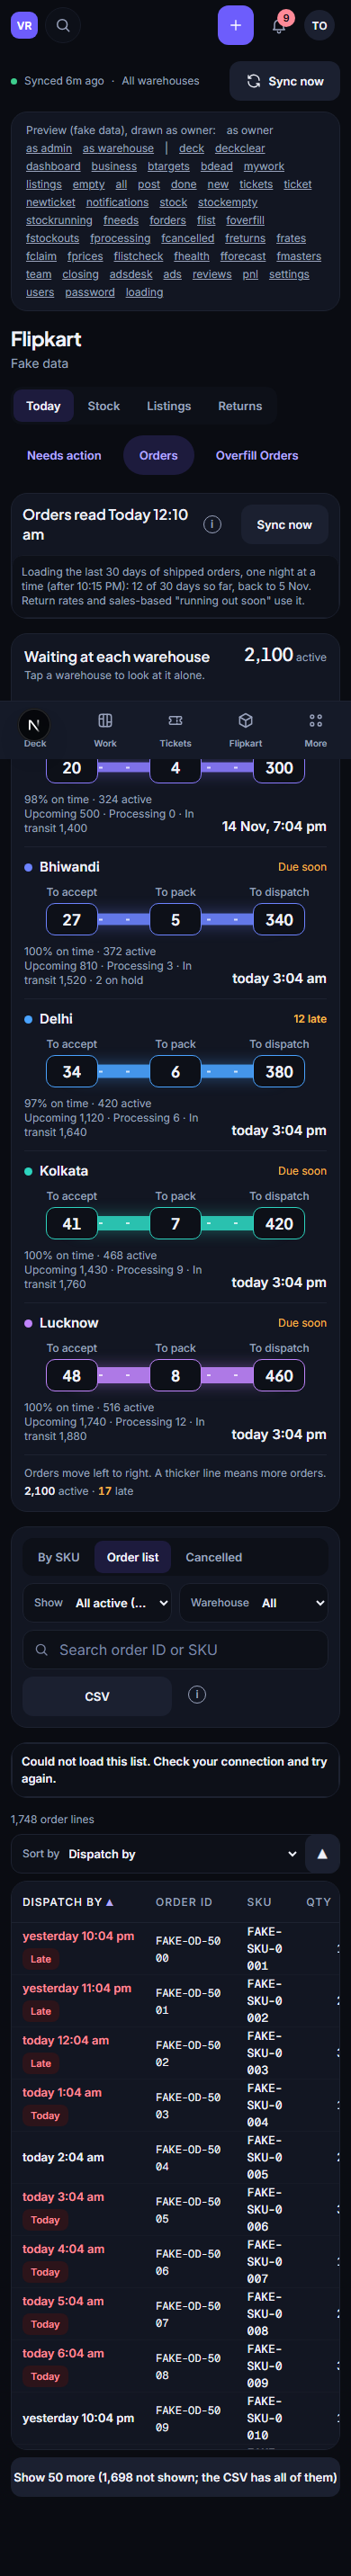 VR
+
9
TO
Synced 6m ago · All warehouses
Sync now
Preview (fake data), drawn as owner: as owner
as admin as warehouse | deck deckclear
dashboard business btargets bdead mywork
listings empty all post done new tickets ticket
newticket notifications stock stockempty
stockrunning fneeds forders flist foverfill
fstockouts fprocessing fcancelled freturns frates
fclaim fprices flistcheck fhealth fforecast fmasters
team closing adsdesk ads reviews pnl settings
users password loading
Flipkart
Fake data
Today Stock Listings Returns
Needs action Orders Overfill Orders
Orders read Today 12:10 am
i
Sync now
Loading the last 30 days of shipped orders, one night at a
time (after 10:15 PM): 12 of 30 days so far, back to 5 Nov.
Return rates and sales-based "running out soon" use it.
Waiting at each warehouse
2,100 active
Tap a warehouse to look at it alone.
N
Deck Work Tickets Flipkart More
20 4 300
98% on time · 324 active
Upcoming 500 · Processing 0 · In
transit 1,400
14 Nov, 7:04 pm
Bhiwandi Due soon
To accept To pack To dispatch
27 5 340
100% on time · 372 active
Upcoming 810 · Processing 3 · In
transit 1,520 · 2 on hold
today 3:04 am
Delhi 12 late
To accept To pack To dispatch
34 6 380
97% on time · 420 active
Upcoming 1,120 · Processing 6 · In
transit 1,640
today 3:04 pm
Kolkata Due soon
To accept To pack To dispatch
41 7 420
100% on time · 468 active
Upcoming 1,430 · Processing 9 · In
transit 1,760
today 3:04 pm
Lucknow Due soon
To accept To pack To dispatch
48 8 460
100% on time · 516 active
Upcoming 1,740 · Processing 12 · In
transit 1,880
today 3:04 pm
Orders move left to right. A thicker line means more orders.
2,100 active · 17 late
By SKU Order list Cancelled
Show All active (... Warehouse All
Search order ID or SKU
CSV
i
Could not load this list. Check your connection and try
again.
1,748 order lines
Sort by Dispatch by ▲
DISPATCH BY ▲ ORDER ID SKU QTY
yesterday 10:04 pm Late FAKE-OD-5000 FAKE-SKU-0001
yesterday 11:04 pm Late FAKE-OD-5001 FAKE-SKU-0002
today 12:04 am Late FAKE-OD-5002 FAKE-SKU-0003
today 1:04 am Today FAKE-OD-5003 FAKE-SKU-0004
today 2:04 am FAKE-OD-5004 FAKE-SKU-0005
today 3:04 am Today FAKE-OD-5005 FAKE-SKU-0006
today 4:04 am Today FAKE-OD-5006 FAKE-SKU-0007
today 5:04 am Today FAKE-OD-5007 FAKE-SKU-0008
today 6:04 am Today FAKE-OD-5008 FAKE-SKU-0009
yesterday 10:04 pm FAKE-OD-5009 FAKE-SKU-0010
Show 50 more (1,698 not shown; the CSV has all of them)